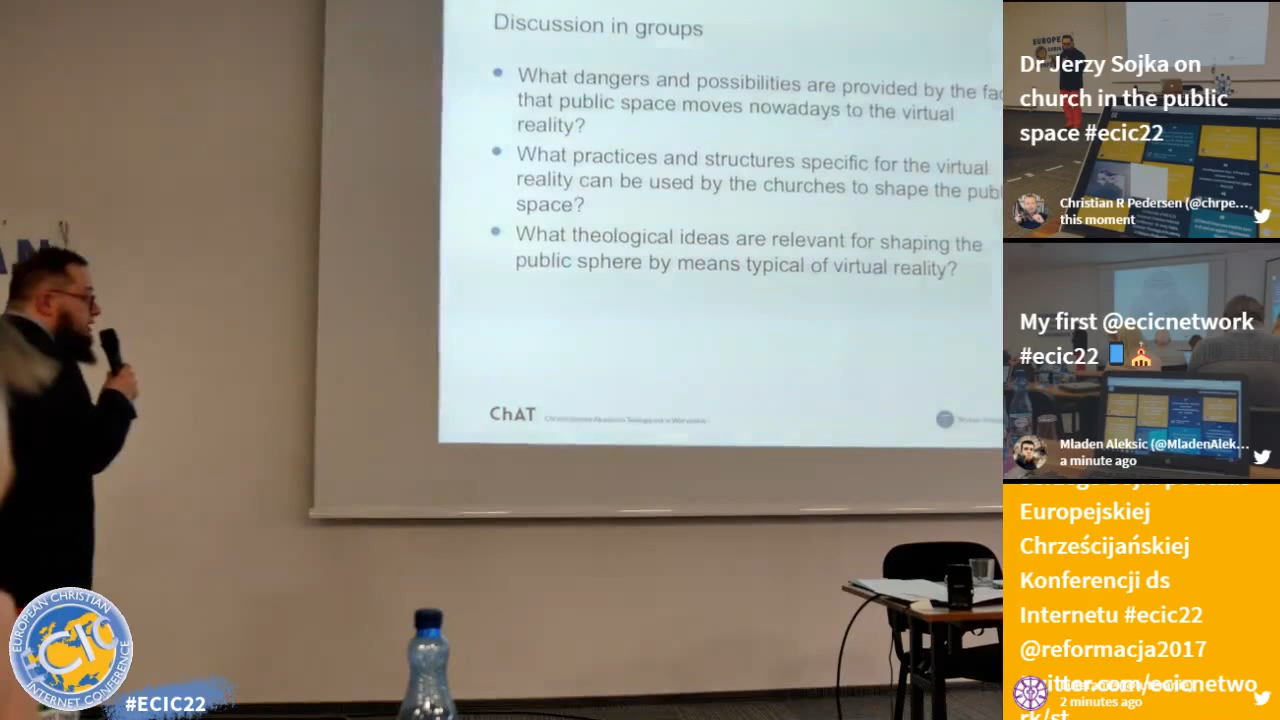 Discussion in groups
What dangers and possibilities are provided by the
that public space moves nowadays to the virtual
reality?
What practices and structures specific for the virtual
reality can be used by the churches to shape the
space?
What theological ideas are relevant for shaping the
public sphere by means typical of virtual reality?
ChAT
EUROPEAN CHRISTIAN
ECIC
INTERNET CONFERENCE
#ECIC22
Dr Jerzy Sojka on
church in the public
space #ecic22
Christian R Pedersen (@chrpe...
this moment
My first @ecicnetwork
#ecic22
Mladen Aleksic (@MladenAlek...
a minute ago
Europejskiej
Chrześcijańskiej
Konferencji ds
Internetu #ecic22
@reformacja2017
2 minutes ago